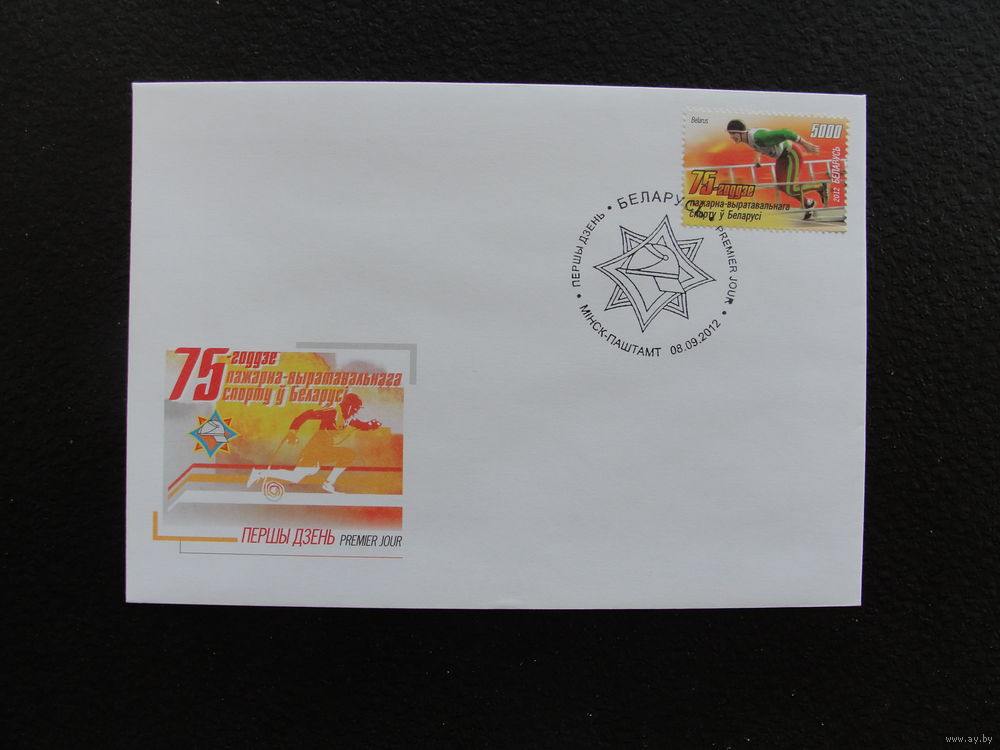 Belarus
5000
2012 БЕЛАРУСЬ
75-годдзе
пажарна-выратавальнага
спорту ў Беларусі
ПЕРШЫ ДЗЕНЬ • БЕЛАРУСЬ • PREMIER JOUR •
МІНСК-ПАШТАМТ 08.09.2012
75-годдзе
пажарна-выратавальнага
спорту ў Беларусі
ПЕРШЫ ДЗЕНЬ PREMIER JOUR
www.ay.by